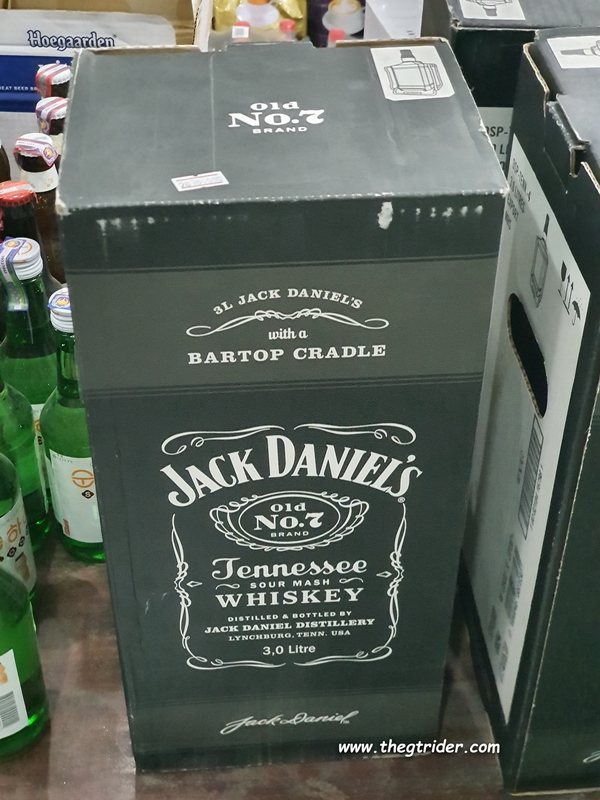 Hoegaarden
Old
No.7
BRAND
3L JACK DANIEL'S
with a
BARTOP CRADLE
JACK DANIEL'S
Old
No.7
BRAND
Tennessee
SOUR MASH
WHISKEY
DISTILLED & BOTTLED BY
JACK DANIEL DISTILLERY
LYNCHBURG, TENN. USA
3,0 Litre
Jack Daniel
www.thegtrider.com